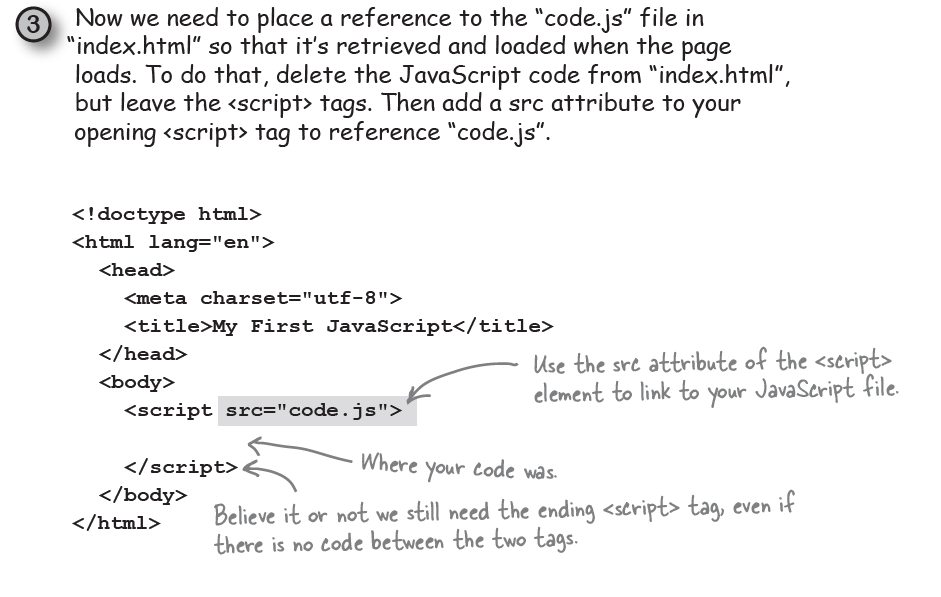 3 Now we need to place a reference to the “code.js” file in
“index.html” so that it’s retrieved and loaded when the page
loads. To do that, delete the JavaScript code from “index.html”,
but leave the <script> tags. Then add a src attribute to your
opening <script> tag to reference “code.js”.
<!doctype html>
<html lang="en">
<head>
<meta charset="utf-8">
<title>My First JavaScript</title>
</head>
<body>
<script src="code.js">
Use the src attribute of the <script>
element to link to your JavaScript file.
Where your code was.
</script>
</body>
</html>
Believe it or not we still need the ending <script> tag, even if
there is no code between the two tags.